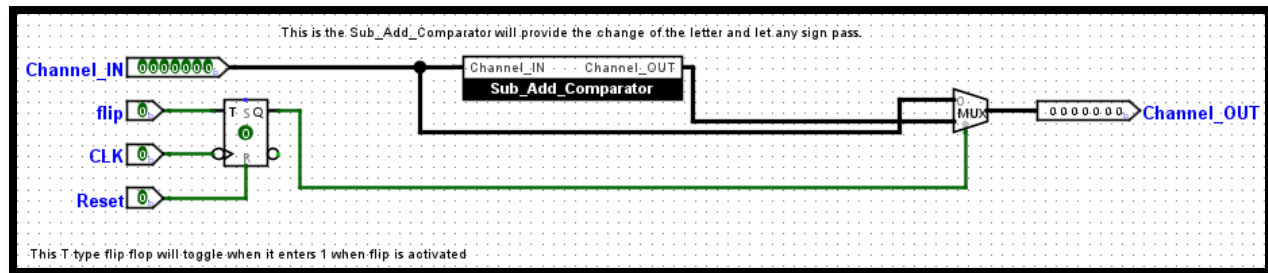 This is the Sub_Add_Comparator will provide the change of the letter and let any sign pass.
Channel_IN 0000000
Channel_IN Channel_OUT
Sub_Add_Comparator
flip 0
T S Q
0
R
CLK 0
Reset 0
0
MUX
0000000 Channel_OUT
This T type flip flop will toggle when it enters 1 when flip is activated